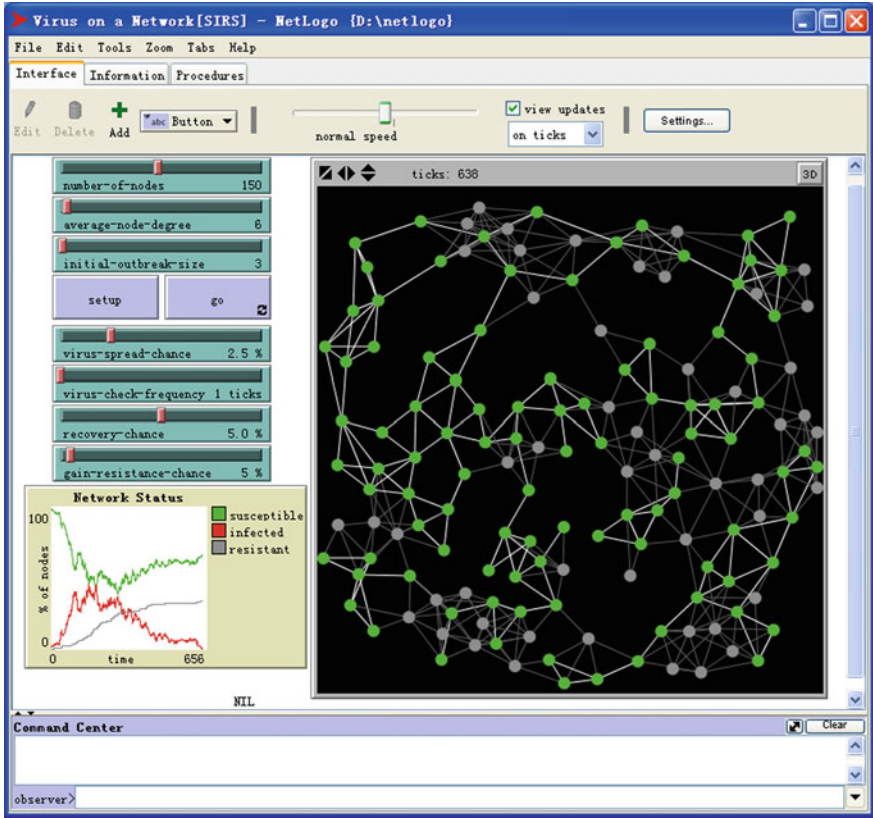 Virus on a Network[SIRS] - NetLogo {D:\netlogo}
File Edit Tools Zoom Tabs Help
Interface Information Procedures
Edit Delete Add abc Button normal speed view updates on ticks Settings...
number-of-nodes 150
average-node-degree 6
initial-outbreak-size 3
setup go
virus-spread-chance 2.5 %
virus-check-frequency 1 ticks
recovery-chance 5.0 %
gain-resistance-chance 5 %
Network Status
100
% of nodes
0
0 time 656
susceptible
infected
resistant
NIL
ticks: 638 3D
Command Center Clear
observer>